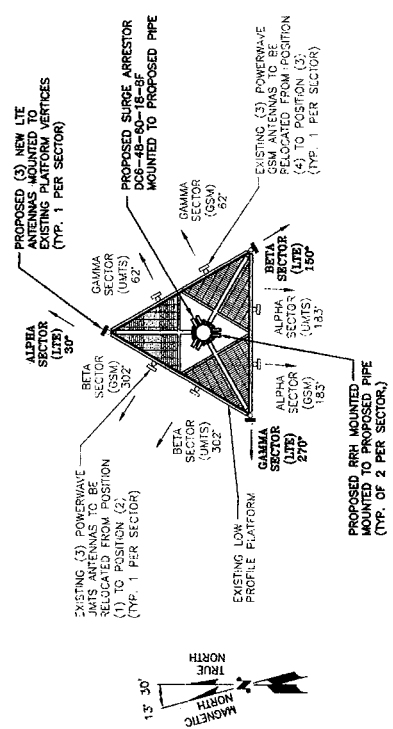 PROPOSED (3) NEW LTE
ANTENNAS MOUNTED TO
EXISTING PLATFORM VERTICES
(TYP. 1 PER SECTOR)
PROPOSED SURGE ARRESTOR
DC6-48-60-18-8F
MOUNTED TO PROPOSED PIPE
EXISTING (3) POWERWAVE
GSM ANTENNAS TO BE
RELOCATED FROM POSITION
(4) TO POSITION (3)
(TYP. 1 PER SECTOR)
ALPHA
SECTOR
(LTE)
30°
GAMMA
SECTOR
(UMTS)
62'
GAMMA
SECTOR
(GSM)
62'
BETA
SECTOR
(LTE)
150°
BETA
SECTOR
(GSM)
302'
ALPHA
SECTOR
(UMTS)
183'
ALPHA
SECTOR
(GSM)
183'
BETA
SECTOR
(UMTS)
302'
GAMMA
SECTOR
(LTE)
270°
EXISTING (3) POWERWAVE
UMTS ANTENNAS TO BE
RELOCATED FROM POSITION
(1) TO POSITION (2)
(TYP. 1 PER SECTOR)
EXISTING LOW
PROFILE PLATFORM
PROPOSED RRH MOUNTED
MOUNTED TO PROPOSED PIPE
(TYP. OF 2 PER SECTOR.)
13° 30'
MAGNETIC
NORTH
TRUE
NORTH
N